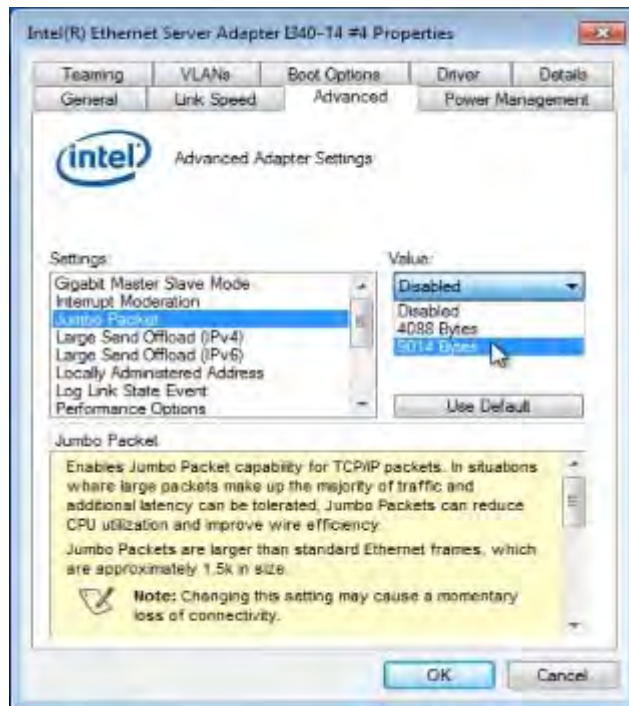 Intel(R) Ethernet Server Adapter I340-T4 #4 Properties
Teaming
VLANs
Boot Options
Driver
Details
General
Link Speed
Advanced
Power Management
intel
Advanced Adapter Settings
Settings:
Value:
Gigabit Master Slave Mode
Interrupt Moderation
Jumbo Packet
Large Send Offload (IPv4)
Large Send Offload (IPv6)
Locally Administered Address
Log Link State Event
Performance Options
Disabled
Disabled
4088 Bytes
9014 Bytes
Use Default
Jumbo Packet
Enables Jumbo Packet capability for TCP/IP packets. In situations
where large packets make up the majority of traffic and
additional latency can be tolerated, Jumbo Packets can reduce
CPU utilization and improve wire efficiency.
Jumbo Packets are larger than standard Ethernet frames, which
are approximately 1.5k in size.
Note: Changing this setting may cause a momentary
loss of connectivity.
OK
Cancel